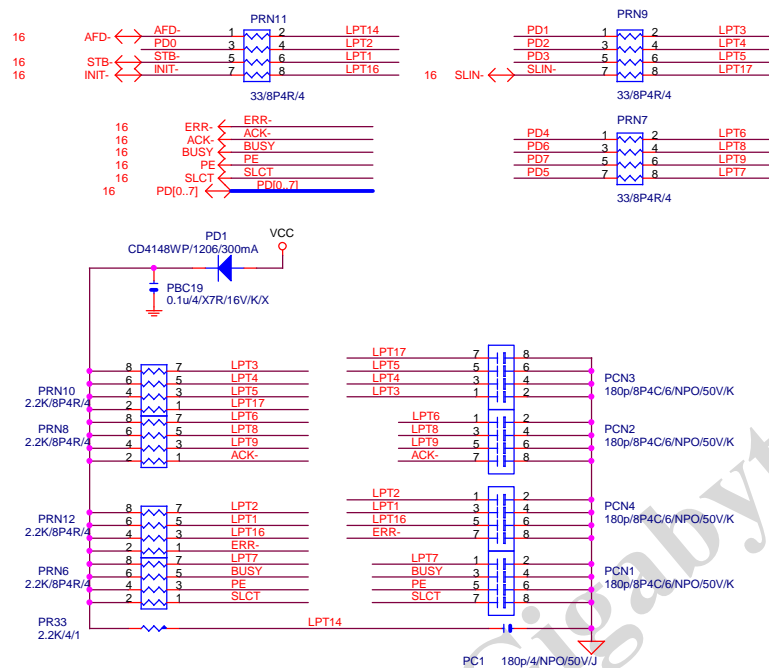 PRN11
16 AFD- AFD- 1 2 LPT14
PD0 3 4 LPT2
16 STB- STB- 5 6 LPT1
16 INIT- INIT- 7 8 LPT16
33/8P4R/4
PRN9
PD1 1 2 LPT3
PD2 3 4 LPT4
PD3 5 6 LPT5
16 SLIN- SLIN- 7 8 LPT17
33/8P4R/4
16 ERR- ERR-
16 ACK- ACK-
16 BUSY BUSY
16 PE PE
16 SLCT SLCT
16 PD[0..7] PD[0..7]
PRN7
PD4 1 2 LPT6
PD6 3 4 LPT8
PD7 5 6 LPT9
PD5 7 8 LPT7
33/8P4R/4
PD1
CD4148WP/1206/300mA
VCC
PBC19
0.1u/4/X7R/16V/K/X
8 7 LPT3
6 5 LPT4
4 3 LPT5
2 1 LPT17
PRN10
2.2K/8P4R/4
8 7 LPT6
6 5 LPT8
4 3 LPT9
2 1 ACK-
PRN8
2.2K/8P4R/4
LPT17 7 8
LPT5 5 6
LPT4 3 4
LPT3 1 2
PCN3
180p/8P4C/6/NPO/50V/K
LPT6 1 2
LPT8 3 4
LPT9 5 6
ACK- 7 8
PCN2
180p/8P4C/6/NPO/50V/K
8 7 LPT2
6 5 LPT1
4 3 LPT16
2 1 ERR-
PRN12
2.2K/8P4R/4
8 7 LPT7
6 5 BUSY
4 3 PE
2 1 SLCT
PRN6
2.2K/8P4R/4
LPT2 1 2
LPT1 3 4
LPT16 5 6
ERR- 7 8
PCN4
180p/8P4C/6/NPO/50V/K
LPT7 1 2
BUSY 3 4
PE 5 6
SLCT 7 8
PCN1
180p/8P4C/6/NPO/50V/K
PR33
2.2K/4/1
LPT14
PC1 180p/4/NPO/50V/J
Gigabyt